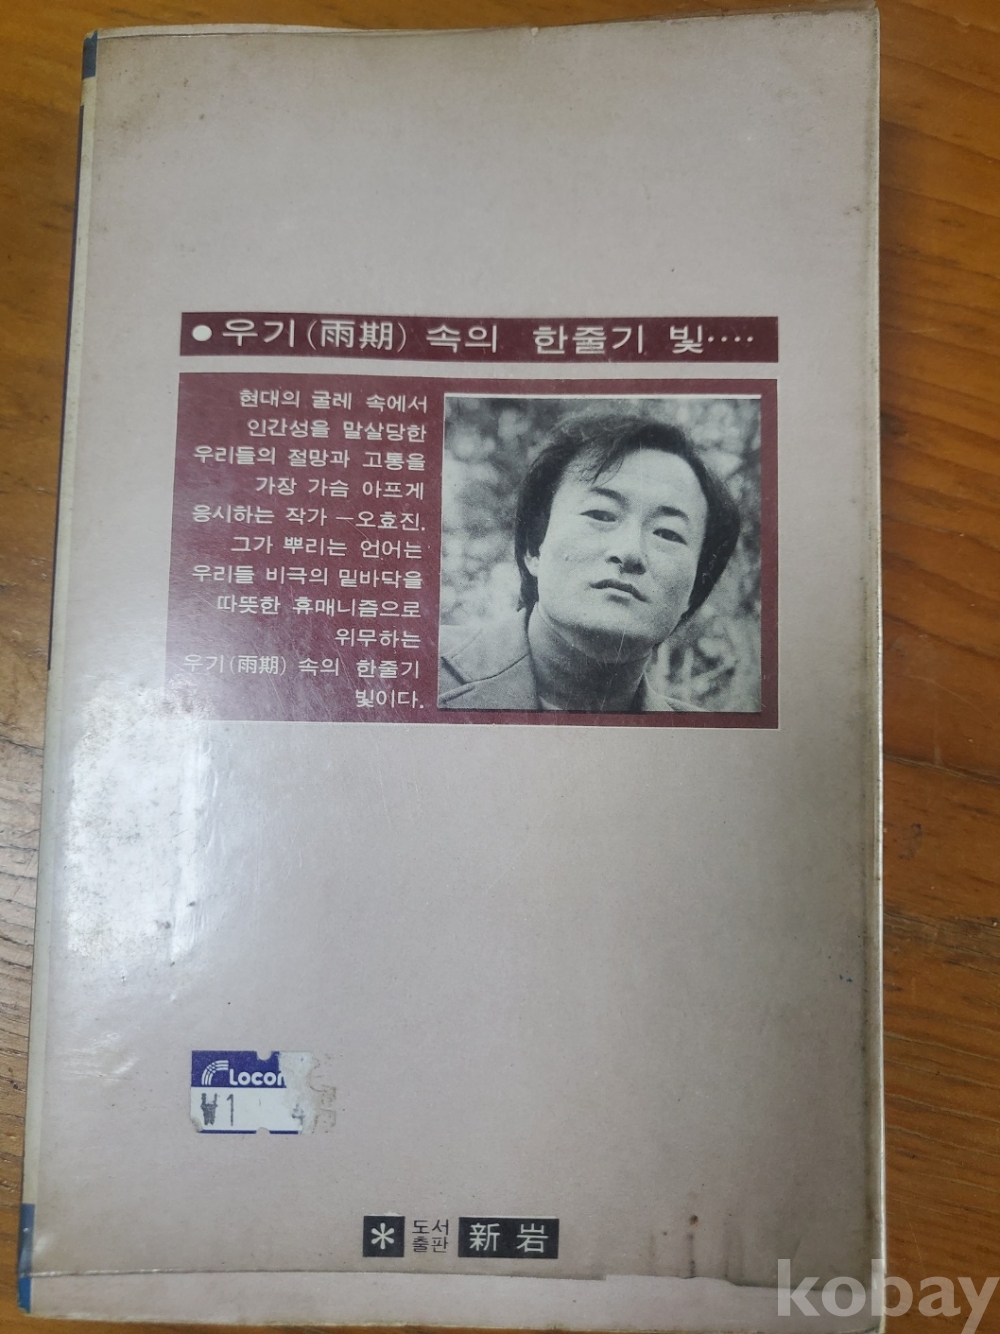 ● 우기(雨期) 속의 한줄기 빛····
현대의 굴레 속에서
인간성을 말살당한
우리들의 절망과 고통을
가장 가슴 아프게
응시하는 작가 —오효진.
그가 뿌리는 언어는
우리들 비극의 밑바닥을
따뜻한 휴매니즘으로
위무하는
우기(雨期) 속의 한줄기
빛이다.
₩1
도서
출판
新岩
kobay